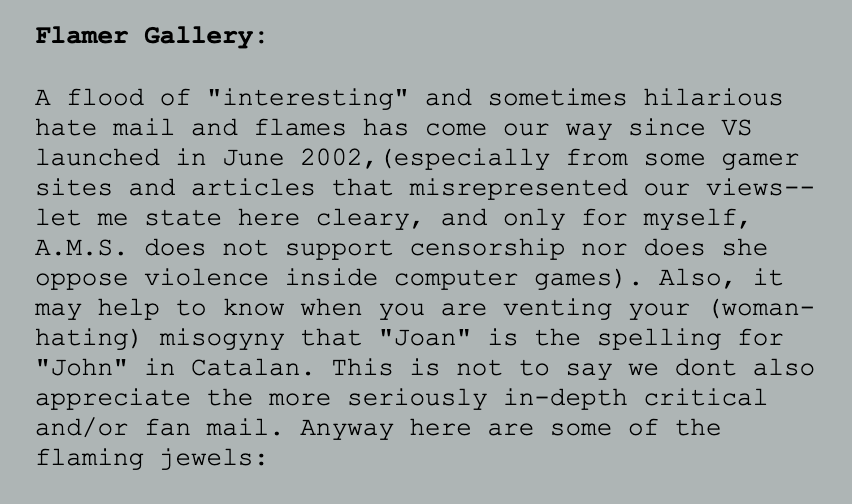 Flamer Gallery:
A flood of "interesting" and sometimes hilarious
hate mail and flames has come our way since VS
launched in June 2002,(especially from some gamer
sites and articles that misrepresented our views--
let me state here cleary, and only for myself,
A.M.S. does not support censorship nor does she
oppose violence inside computer games). Also, it
may help to know when you are venting your (woman-
hating) misogyny that "Joan" is the spelling for
"John" in Catalan. This is not to say we dont also
appreciate the more seriously in-depth critical
and/or fan mail. Anyway here are some of the
flaming jewels: